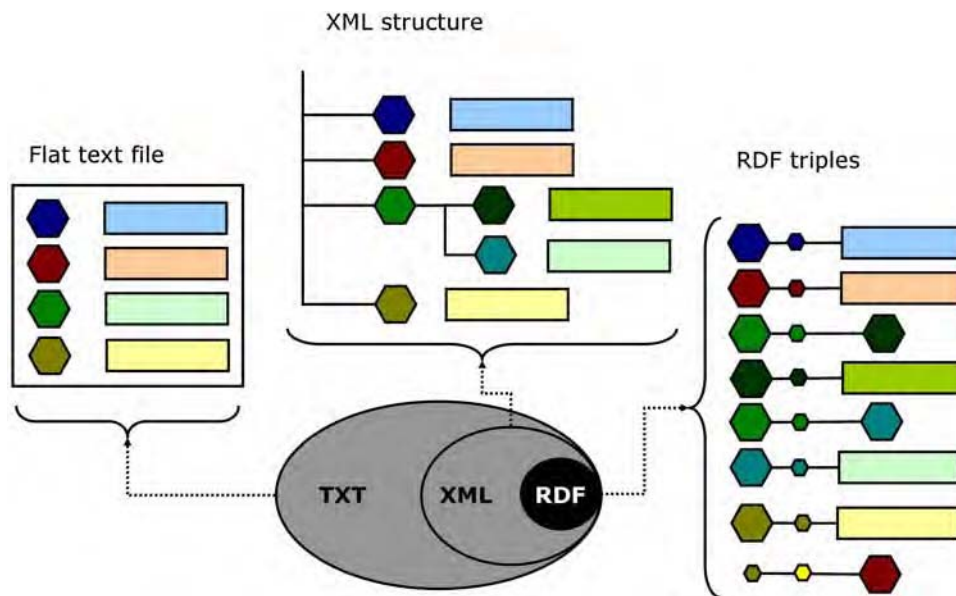 XML structure
Flat text file
RDF triples
TXT
XML
RDF